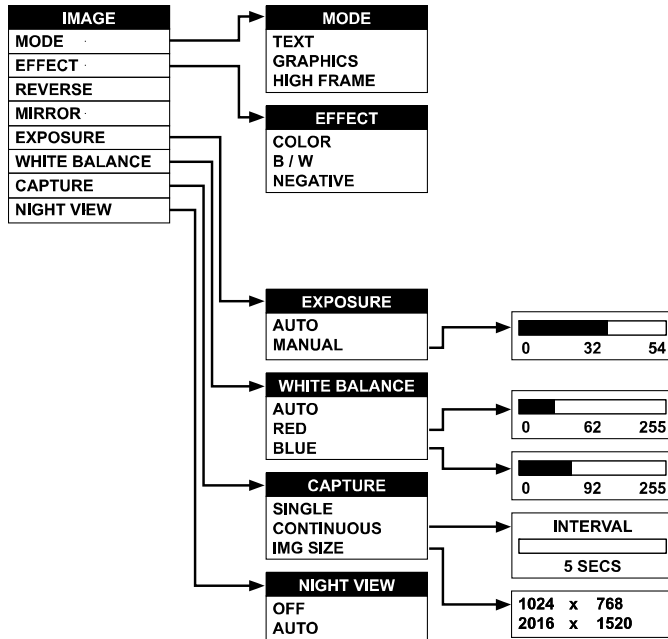 IMAGE
MODE
EFFECT
REVERSE
MIRROR
EXPOSURE
WHITE BALANCE
CAPTURE
NIGHT VIEW
MODE
TEXT
GRAPHICS
HIGH FRAME
EFFECT
COLOR
B / W
NEGATIVE
EXPOSURE
AUTO
MANUAL
0 32 54
WHITE BALANCE
AUTO
RED
BLUE
0 62 255
0 92 255
CAPTURE
SINGLE
CONTINUOUS
IMG SIZE
INTERVAL
5 SECS
1024 x 768
2016 x 1520
NIGHT VIEW
OFF
AUTO